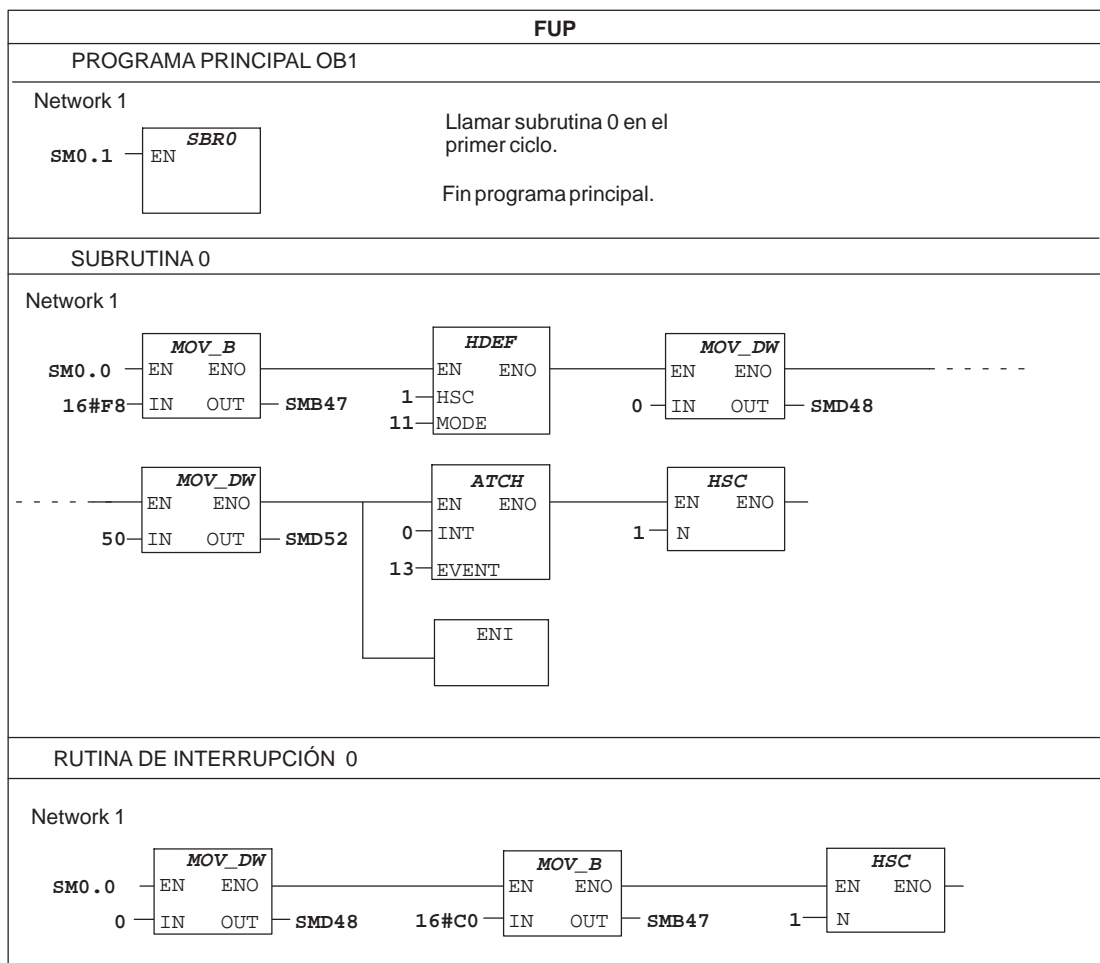 FUP
PROGRAMA PRINCIPAL OB1
Network 1
SBR0
SM0.1 EN
Llamar subrutina 0 en el
primer ciclo.
Fin programa principal.
SUBRUTINA 0
Network 1
MOV_B HDEF MOV_DW
SM0.0 EN ENO EN ENO EN ENO
16#F8 IN OUT SMB47 1 HSC 0 IN OUT SMD48
11 MODE
MOV_DW ATCH HSC
EN ENO EN ENO EN ENO
50 IN OUT SMD52 0 INT 1 N
13 EVENT
ENI
RUTINA DE INTERRUPCIÓN 0
Network 1
MOV_DW MOV_B HSC
SM0.0 EN ENO EN ENO EN ENO
0 IN OUT SMD48 16#C0 IN OUT SMB47 1 N